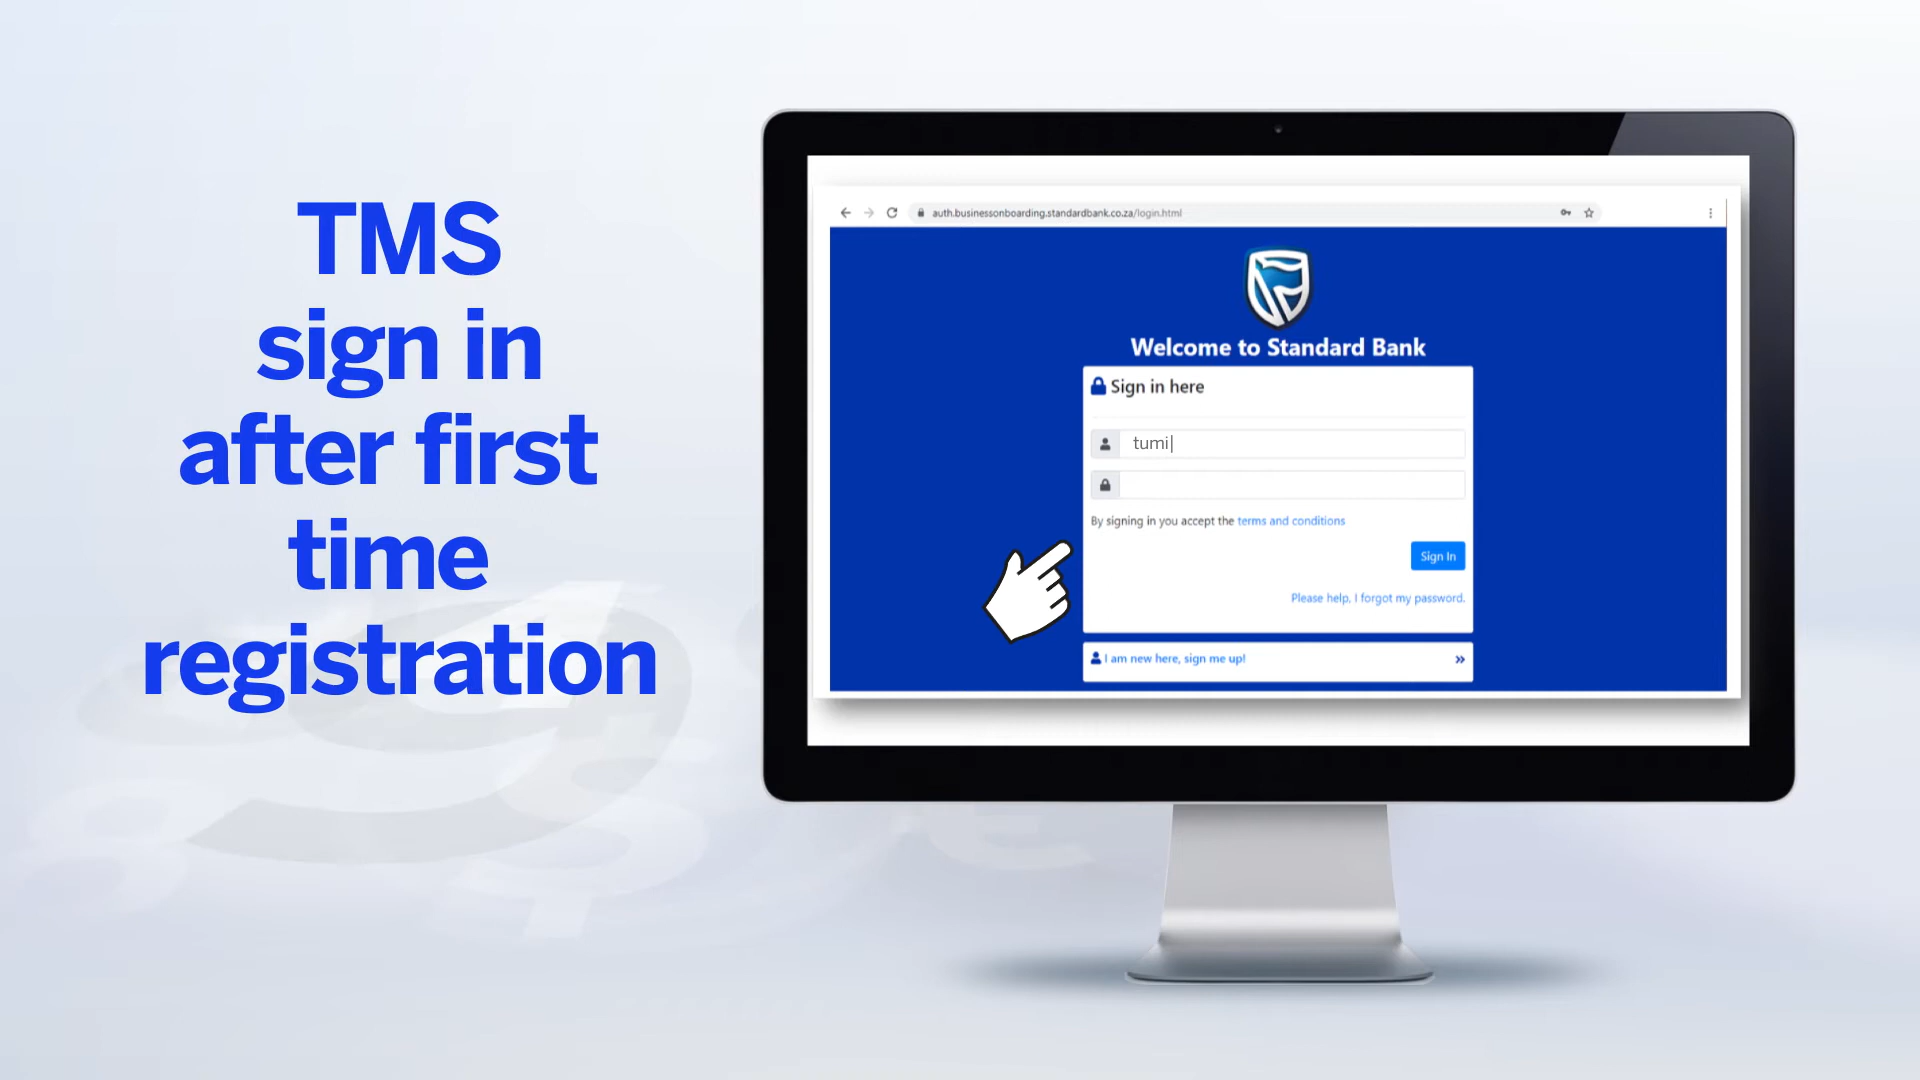 TMS
sign in
after first
time
registration
auth.businessonboarding.standardbank.co.za/login.html
Welcome to Standard Bank
Sign in here
tumi
By signing in you accept the terms and conditions
Sign In
Please help, I forgot my password.
I am new here, sign me up!